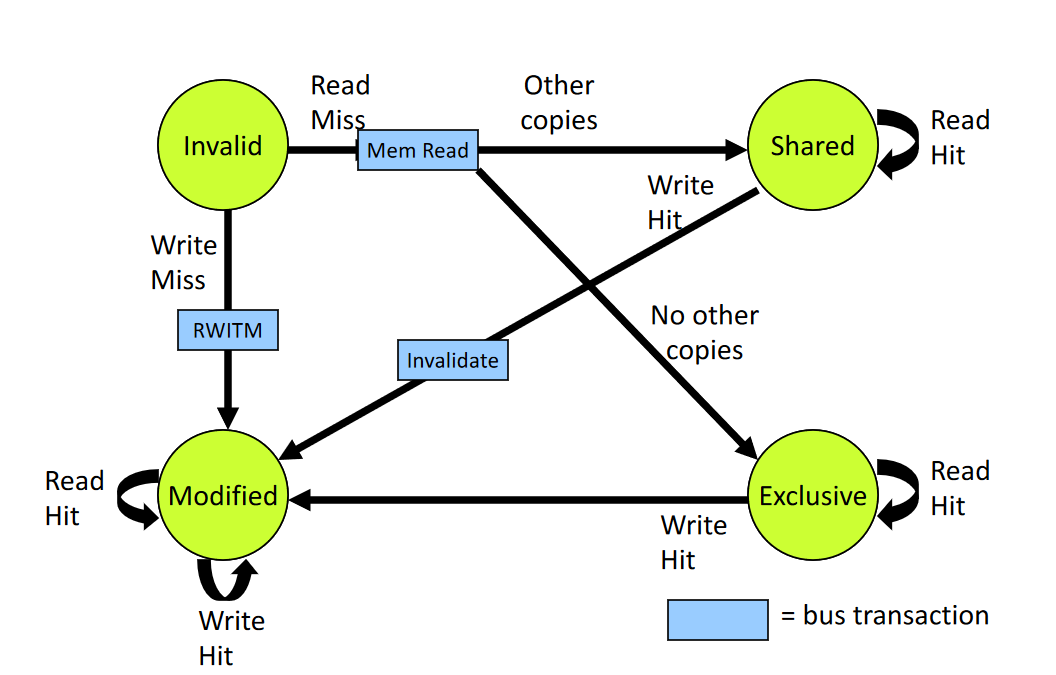 Read
Miss
Other
copies
Invalid
Mem Read
Shared
Read
Hit
Write
Hit
Write
Miss
RWITM
No other
copies
Invalidate
Read
Hit
Modified
Exclusive
Read
Hit
Write
Hit
Write
Hit
= bus transaction